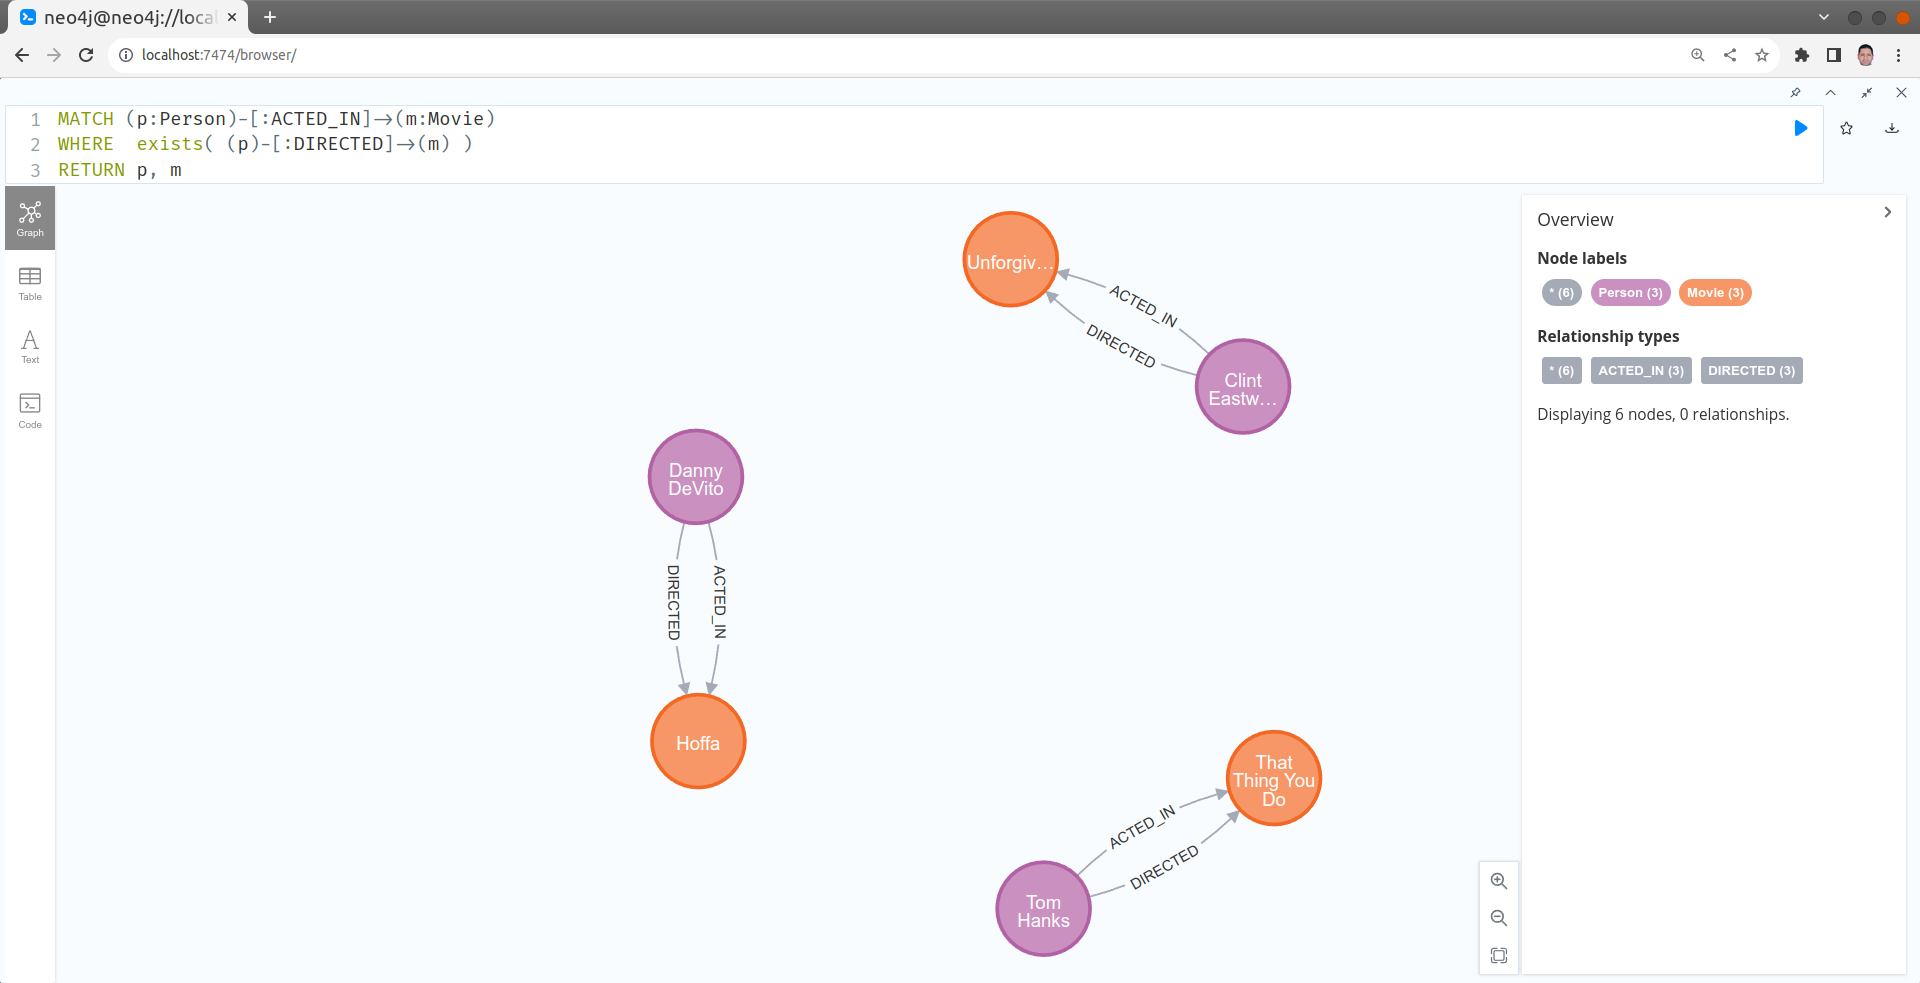 neo4j@neo4j://loca
localhost:7474/browser/
1 MATCH (p:Person)-[:ACTED_IN]->(m:Movie)
2 WHERE  exists( (p)-[:DIRECTED]->(m) )
3 RETURN p, m
Graph
Table
Text
Code
Unforgiv...
ACTED_IN
DIRECTED
Clint
Eastw...
Danny
DeVito
DIRECTED
ACTED_IN
Hoffa
That
Thing You
Do
ACTED_IN
DIRECTED
Tom
Hanks
Overview
Node labels
* (6) Person (3) Movie (3)
Relationship types
* (6) ACTED_IN (3) DIRECTED (3)
Displaying 6 nodes, 0 relationships.